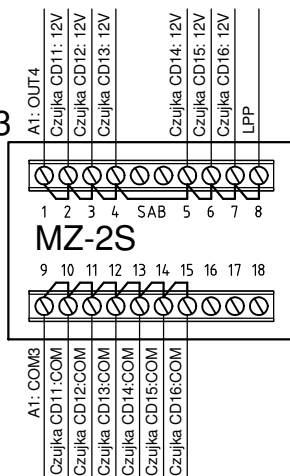 A1: OUT4
Czujka CD11: 12V
Czujka CD12: 12V
Czujka CD13: 12V
Czujka CD14: 12V
Czujka CD15: 12V
Czujka CD16: 12V
LPP
3
1 2 3 4 SAB 5 6 7 8
MZ-2S
9 10 11 12 13 14 15 16 17 18
A1: COM3
Czujka CD11:COM
Czujka CD12:COM
Czujka CD13:COM
Czujka CD14:COM
Czujka CD15:COM
Czujka CD16:COM